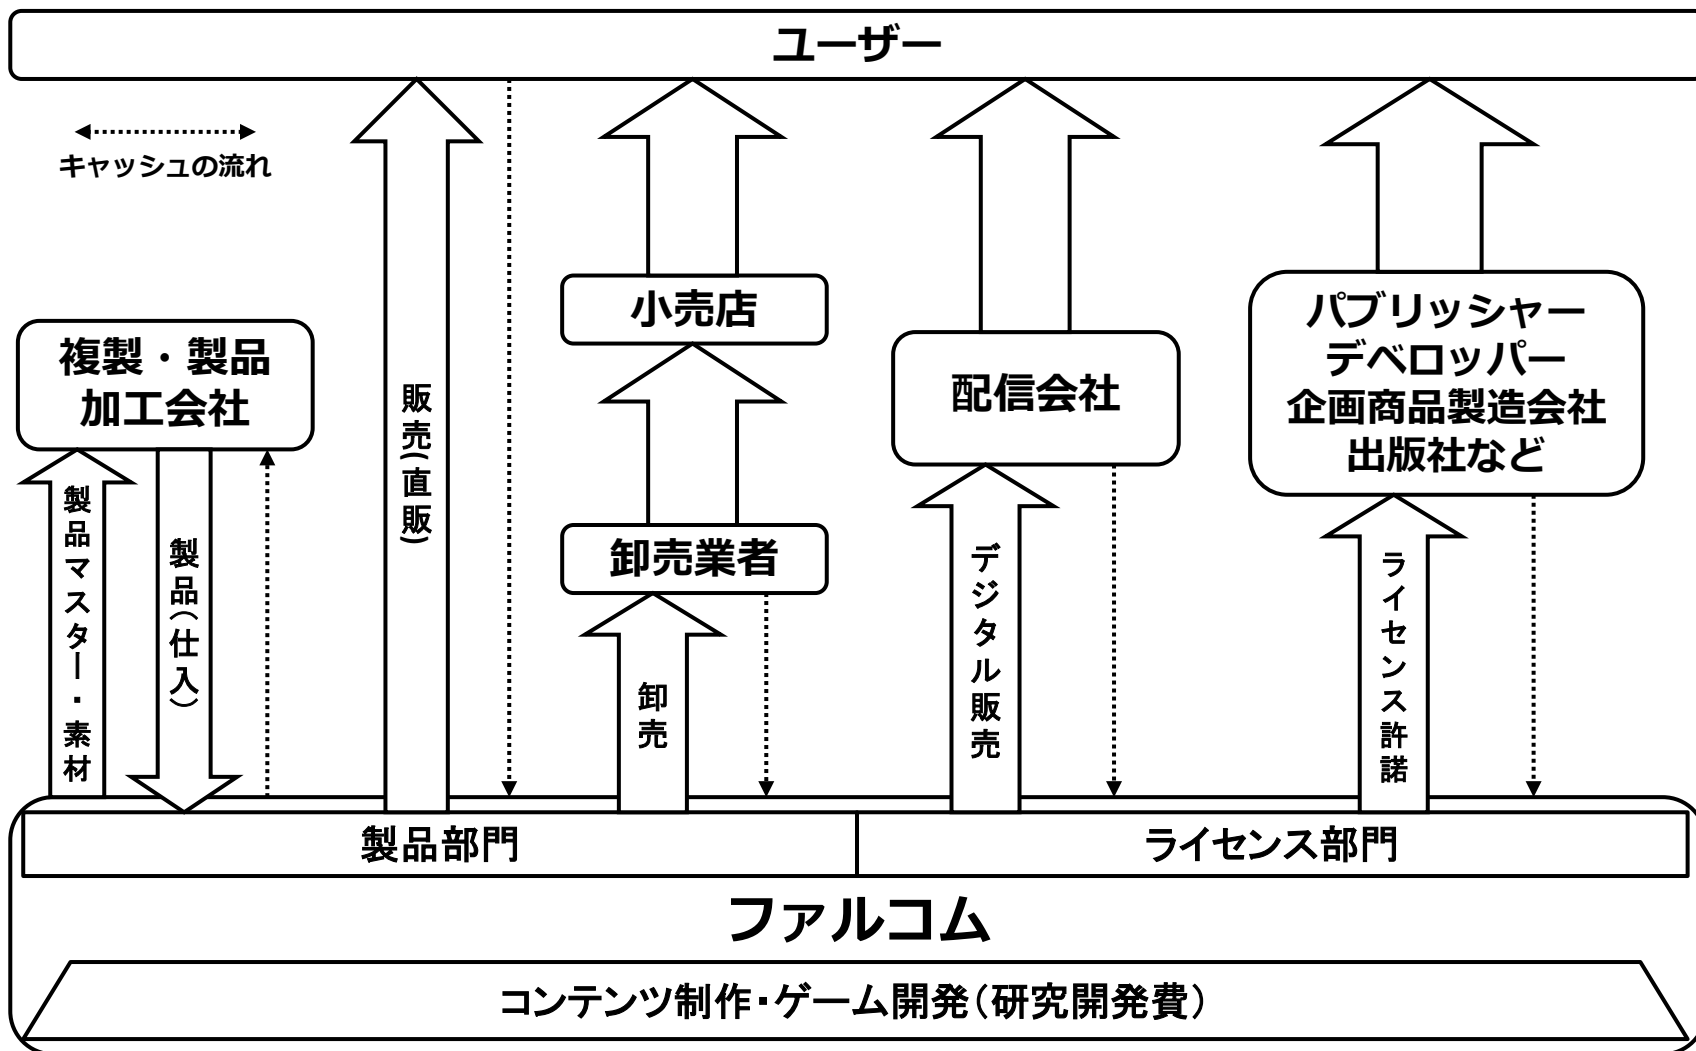 ユーザー
キャッシュの流れ
小売店
パブリッシャー
デベロッパー
企画商品製造会社
出版社など
複製・製品
加工会社
配信会社
販売(直販)
卸売業者
製品マスター・素材
製品(仕入)
卸売
デジタル販売
ライセンス許諾
製品部門
ライセンス部門
ファルコム
コンテンツ制作・ゲーム開発(研究開発費)